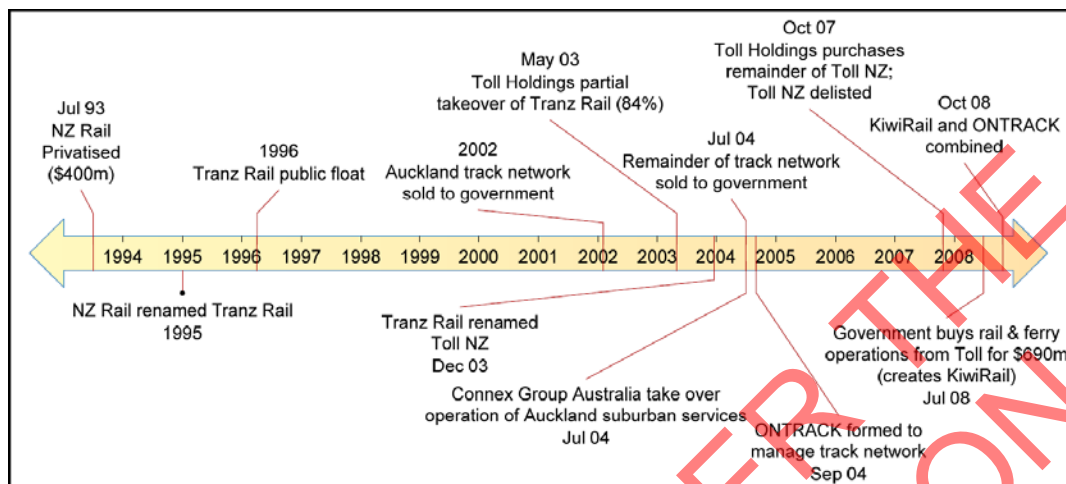 Oct 07
Toll Holdings purchases
remainder of Toll NZ;
Toll NZ delisted
May 03
Toll Holdings partial
takeover of Tranz Rail (84%)
Jul 93
NZ Rail
Privatised
($400m)
1996
Tranz Rail public float
2002
Auckland track network
sold to government
Jul 04
Remainder of track network
sold to government
Oct 08
KiwiRail and ONTRACK
combined
1994 1995 1996 1997 1998 1999 2000 2001 2002 2003 2004 2005 2006 2007 2008
NZ Rail renamed Tranz Rail
1995
Tranz Rail renamed
Toll NZ
Dec 03
Connex Group Australia take over
operation of Auckland suburban services
Jul 04
ONTRACK formed to
manage track network
Sep 04
Government buys rail & ferry
operations from Toll for $690m
(creates KiwiRail)
Jul 08
ER THE
ON